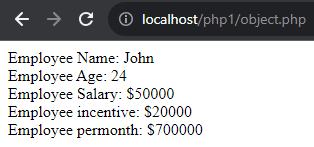 localhost/php1/object.php
Employee Name: John
Employee Age: 24
Employee Salary: $50000
Employee incentive: $20000
Employee permonth: $700000